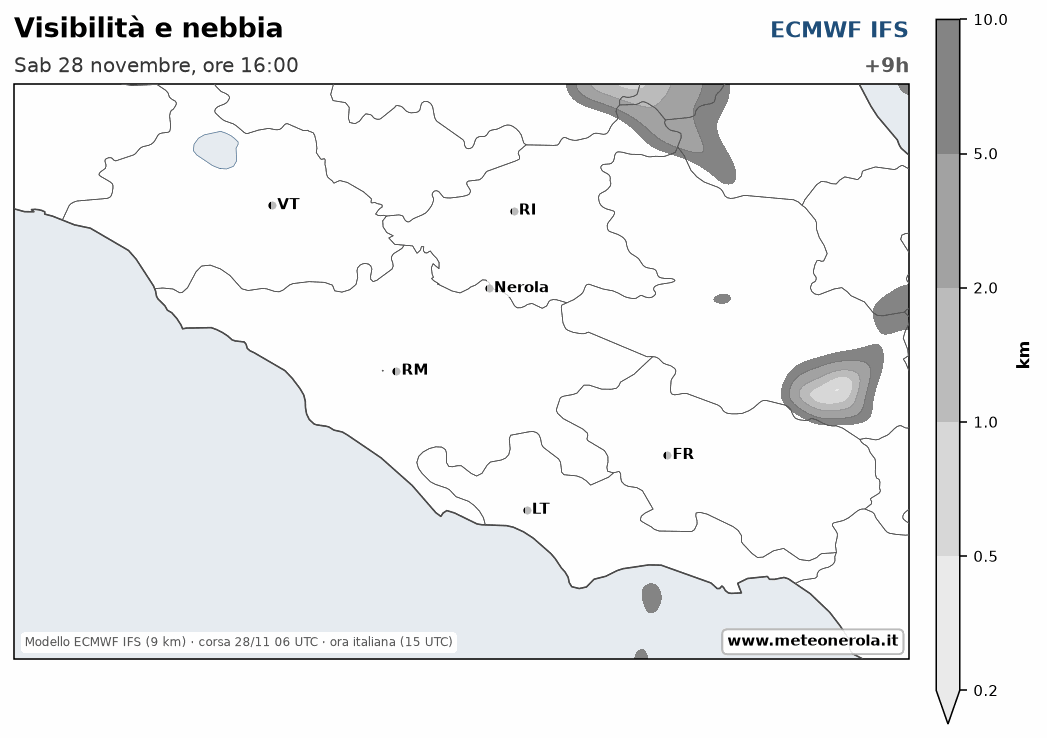 Visibilità e nebbia
ECMWF IFS
Sab 28 novembre, ore 16:00
+9h
10.0
5.0
2.0
1.0
0.5
0.2
km
VT
RI
Nerola
RM
FR
LT
Modello ECMWF IFS (9 km) · corsa 28/11 06 UTC · ora italiana (15 UTC)
www.meteonerola.it